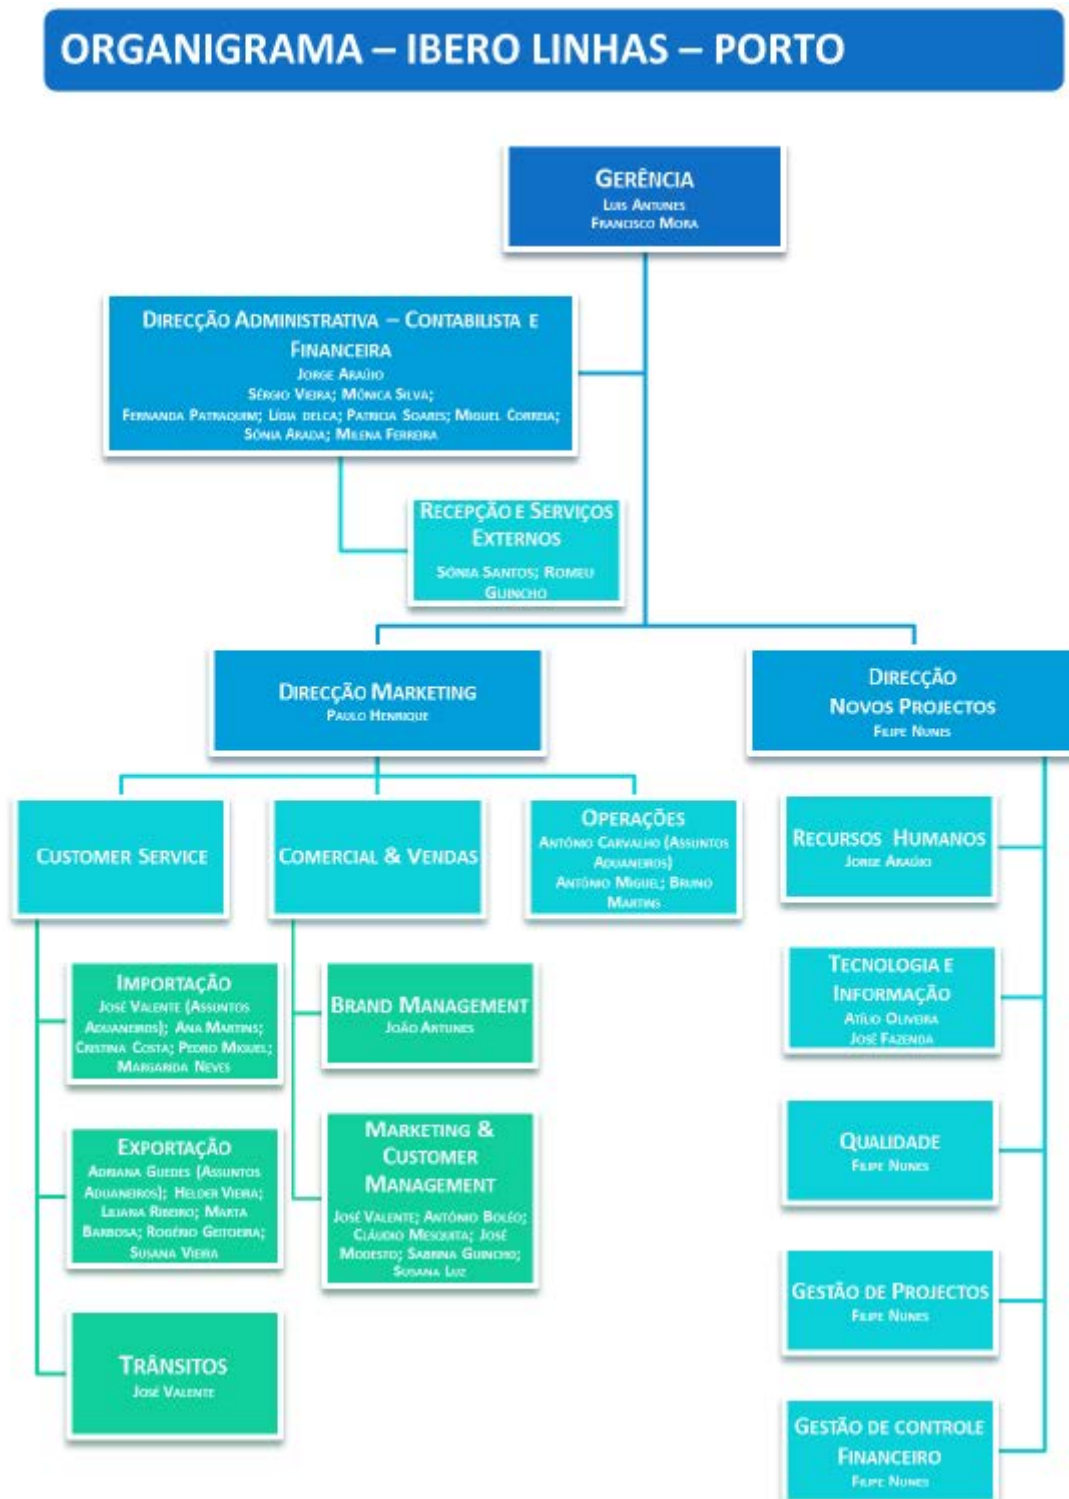 ORGANIGRAMA – IBERO LINHAS – PORTO
GERÊNCIA
LUIS ANTUNES
FRANCISCO MORA
DIRECÇÃO ADMINISTRATIVA – CONTABILISTA E
FINANCEIRA
JORGE ARAÚJO
SÉRGIO VIEIRA; MÓNICA SILVA;
FERNANDA PATRAQUIM; LÍGIA DELCA; PATRICIA SOARES; MIGUEL CORREIA;
SÓNIA ARADA; MILENA FERREIRA
RECEPÇÃO E SERVIÇOS
EXTERNOS
SÓNIA SANTOS; ROMEU
GUINCHO
DIRECÇÃO MARKETING
PAULO HENRIQUE
DIRECÇÃO
NOVOS PROJECTOS
FILIPE NUNES
CUSTOMER SERVICE
COMERCIAL & VENDAS
OPERAÇÕES
ANTÓNIO CARVALHO (ASSUNTOS
ADUANEIROS)
ANTÓNIO MIGUEL; BRUNO
MARTINS
RECURSOS HUMANOS
JORGE ARAÚJO
IMPORTAÇÃO
JOSÉ VALENTE (ASSUNTOS
ADUANEIROS); ANA MARTINS;
CRISTINA COSTA; PEDRO MIGUEL;
MARGARIDA NEVES
BRAND MANAGEMENT
JOÃO ANTUNES
TECNOLOGIA E
INFORMAÇÃO
ATÍLIO OLIVEIRA
JOSÉ FAZENDA
EXPORTAÇÃO
ADRIANA GUEDES (ASSUNTOS
ADUANEIROS); HELDER VIEIRA;
LILIANA RIBEIRO; MARTA
BARBOSA; ROGÉRIO GEITOEIRA;
SUSANA VIEIRA
MARKETING &
CUSTOMER
MANAGEMENT
JOSÉ VALENTE; ANTÓNIO BOLÉO;
CLÁUDIO MESQUITA; JOSÉ
MODESTO; SABRINA GUINCHO;
SUSANA LUZ
QUALIDADE
FILIPE NUNES
GESTÃO DE PROJECTOS
FILIPE NUNES
TRÂNSITOS
JOSÉ VALENTE
GESTÃO DE CONTROLE
FINANCEIRO
FILIPE NUNES